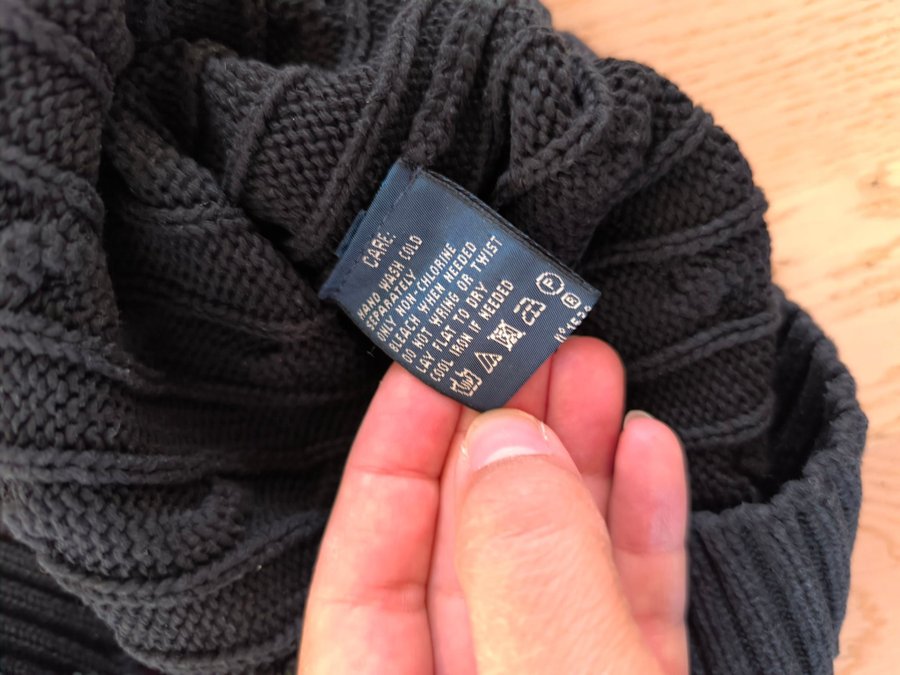 CARE:
HAND WASH COLD
SEPARATELY
ONLY NON-CHLORINE
BLEACH WHEN NEEDED
DO NOT WRING OR TWIST
LAY FLAT TO DRY
COOL IRON IF NEEDED
P